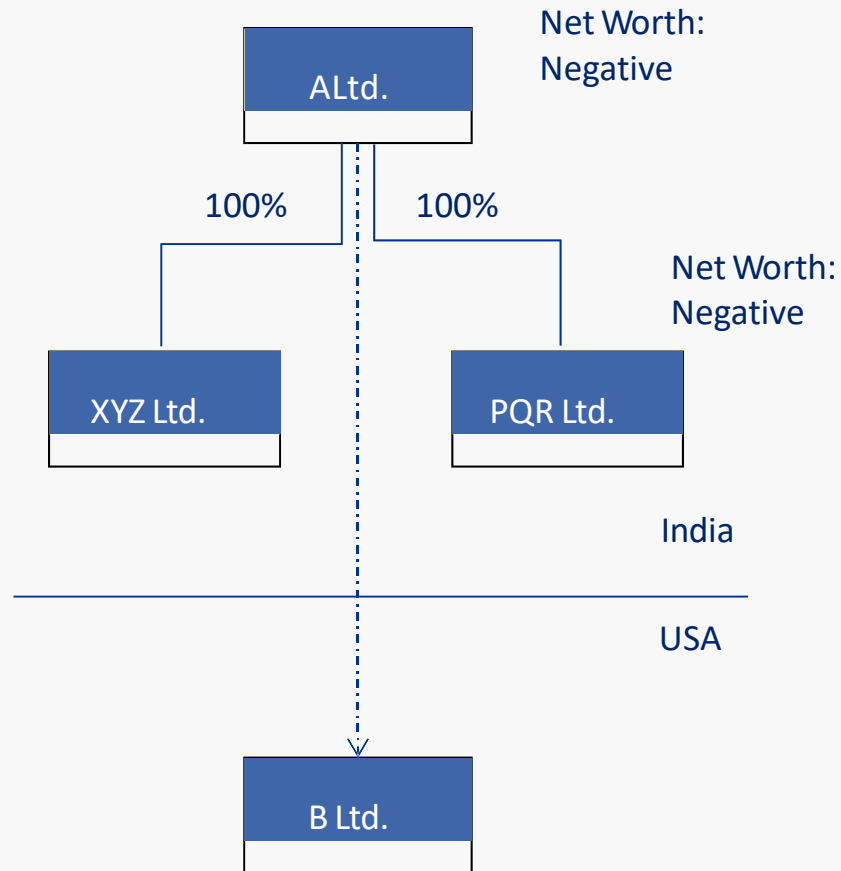 Net Worth:
Negative
ALtd.
100%
100%
Net Worth:
Negative
XYZ Ltd.
PQR Ltd.
India
USA
B Ltd.